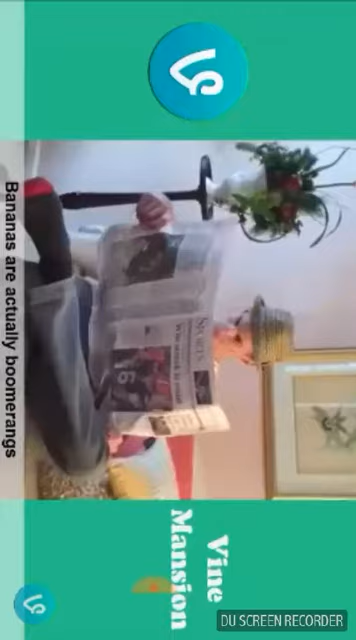 Bananas are actually boomerangs
SPORTS
Vine
Mansion
DU SCREEN RECORDER